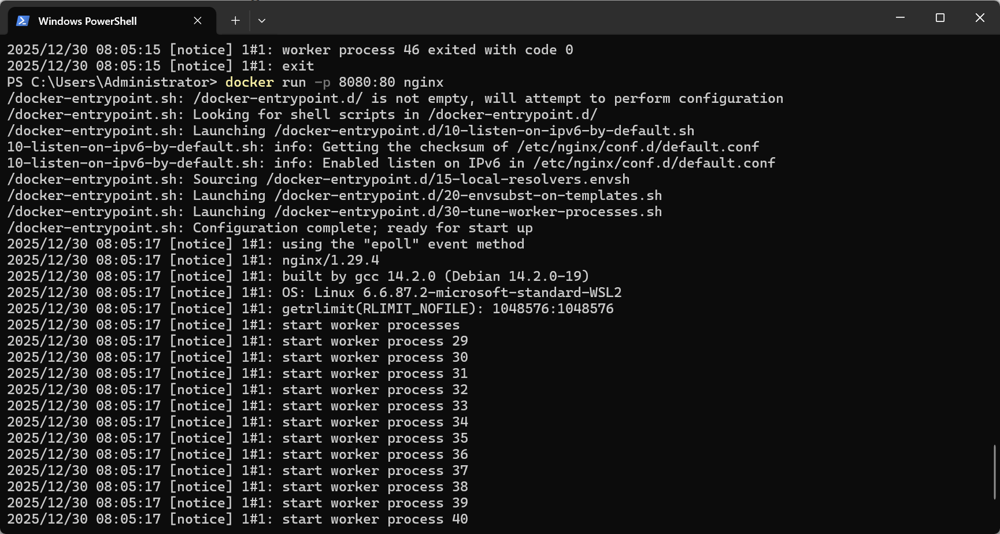 Windows PowerShell
2025/12/30 08:05:15 [notice] 1#1: worker process 46 exited with code 0
2025/12/30 08:05:15 [notice] 1#1: exit
PS C:\Users\Administrator> docker run -p 8080:80 nginx
/docker-entrypoint.sh: /docker-entrypoint.d/ is not empty, will attempt to perform configuration
/docker-entrypoint.sh: Looking for shell scripts in /docker-entrypoint.d/
/docker-entrypoint.sh: Launching /docker-entrypoint.d/10-listen-on-ipv6-by-default.sh
10-listen-on-ipv6-by-default.sh: info: Getting the checksum of /etc/nginx/conf.d/default.conf
10-listen-on-ipv6-by-default.sh: info: Enabled listen on IPv6 in /etc/nginx/conf.d/default.conf
/docker-entrypoint.sh: Sourcing /docker-entrypoint.d/15-local-resolvers.envsh
/docker-entrypoint.sh: Launching /docker-entrypoint.d/20-envsubst-on-templates.sh
/docker-entrypoint.sh: Launching /docker-entrypoint.d/30-tune-worker-processes.sh
/docker-entrypoint.sh: Configuration complete; ready for start up
2025/12/30 08:05:17 [notice] 1#1: using the "epoll" event method
2025/12/30 08:05:17 [notice] 1#1: nginx/1.29.4
2025/12/30 08:05:17 [notice] 1#1: built by gcc 14.2.0 (Debian 14.2.0-19)
2025/12/30 08:05:17 [notice] 1#1: OS: Linux 6.6.87.2-microsoft-standard-WSL2
2025/12/30 08:05:17 [notice] 1#1: getrlimit(RLIMIT_NOFILE): 1048576:1048576
2025/12/30 08:05:17 [notice] 1#1: start worker processes
2025/12/30 08:05:17 [notice] 1#1: start worker process 29
2025/12/30 08:05:17 [notice] 1#1: start worker process 30
2025/12/30 08:05:17 [notice] 1#1: start worker process 31
2025/12/30 08:05:17 [notice] 1#1: start worker process 32
2025/12/30 08:05:17 [notice] 1#1: start worker process 33
2025/12/30 08:05:17 [notice] 1#1: start worker process 34
2025/12/30 08:05:17 [notice] 1#1: start worker process 35
2025/12/30 08:05:17 [notice] 1#1: start worker process 36
2025/12/30 08:05:17 [notice] 1#1: start worker process 37
2025/12/30 08:05:17 [notice] 1#1: start worker process 38
2025/12/30 08:05:17 [notice] 1#1: start worker process 39
2025/12/30 08:05:17 [notice] 1#1: start worker process 40